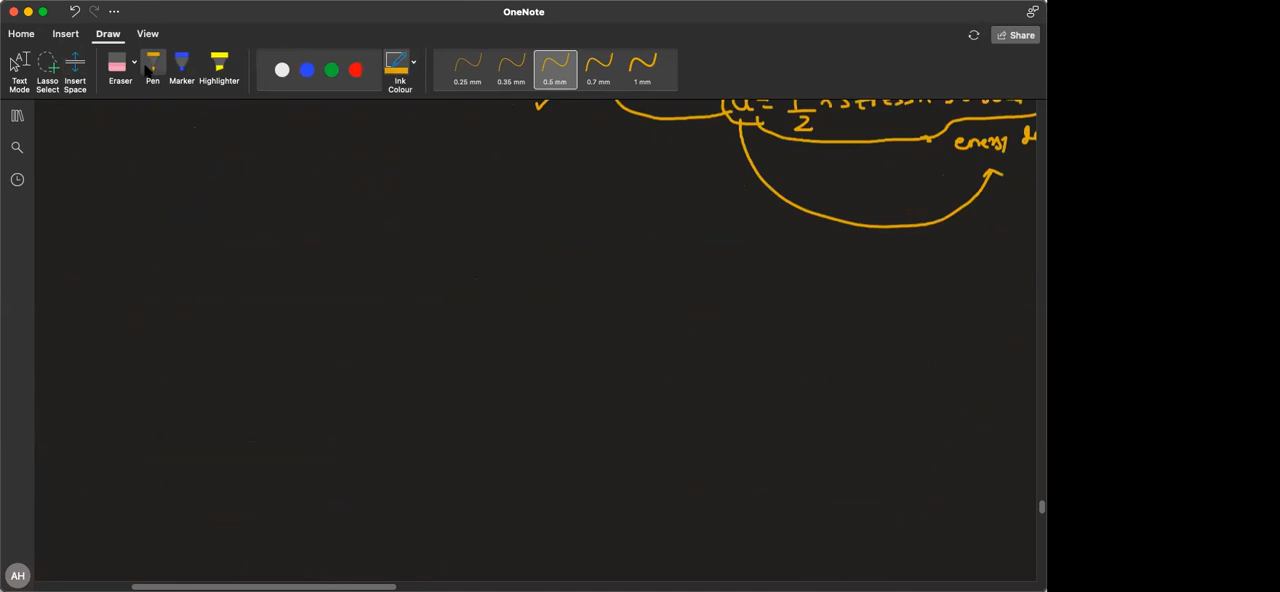 OneNote
Home Insert Draw View
Share
Text Mode
Lasso Select
Insert Space
Eraser
Pen
Marker
Highlighter
Ink Colour
0.25 mm
0.35 mm
0.5 mm
0.7 mm
1 mm
u = 1/2 × stress ×
energy
AH